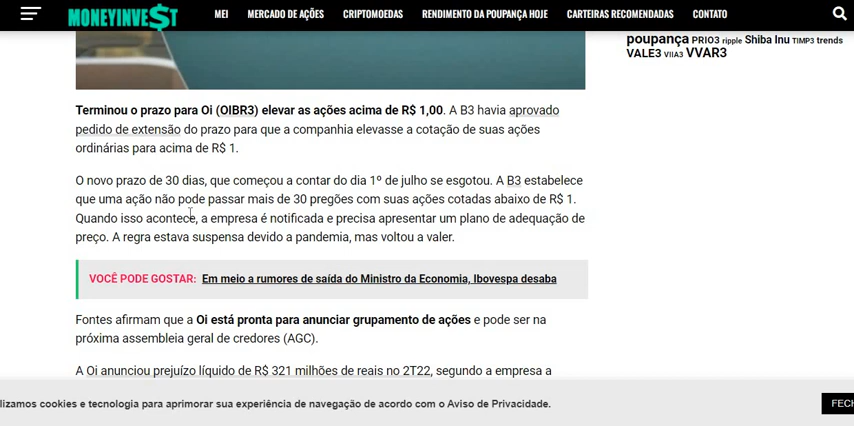 MONEYINVE$T
MEI MERCADO DE AÇÕES CRIPTOMOEDAS RENDIMENTO DA POUPANÇA HOJE CARTEIRAS RECOMENDADAS CONTATO
poupança PRIO3 ripple Shiba Inu TIMP3 trends
VALE3 VIIA3 VVAR3
Terminou o prazo para Oi (OIBR3) elevar as ações acima de R$ 1,00. A B3 havia aprovado
pedido de extensão do prazo para que a companhia elevasse a cotação de suas ações
ordinárias para acima de R$ 1.
O novo prazo de 30 dias, que começou a contar do dia 1º de julho se esgotou. A B3 estabelece
que uma ação não pode passar mais de 30 pregões com suas ações cotadas abaixo de R$ 1.
Quando isso acontece, a empresa é notificada e precisa apresentar um plano de adequação de
preço. A regra estava suspensa devido a pandemia, mas voltou a valer.
VOCÊ PODE GOSTAR: Em meio a rumores de saída do Ministro da Economia, Ibovespa desaba
Fontes afirmam que a Oi está pronta para anunciar grupamento de ações e pode ser na
próxima assembleia geral de credores (AGC).
A Oi anunciou prejuízo líquido de R$ 321 milhões de reais no 2T22, segundo a empresa a
lizamos cookies e tecnologia para aprimorar sua experiência de navegação de acordo com o Aviso de Privacidade.
FECH